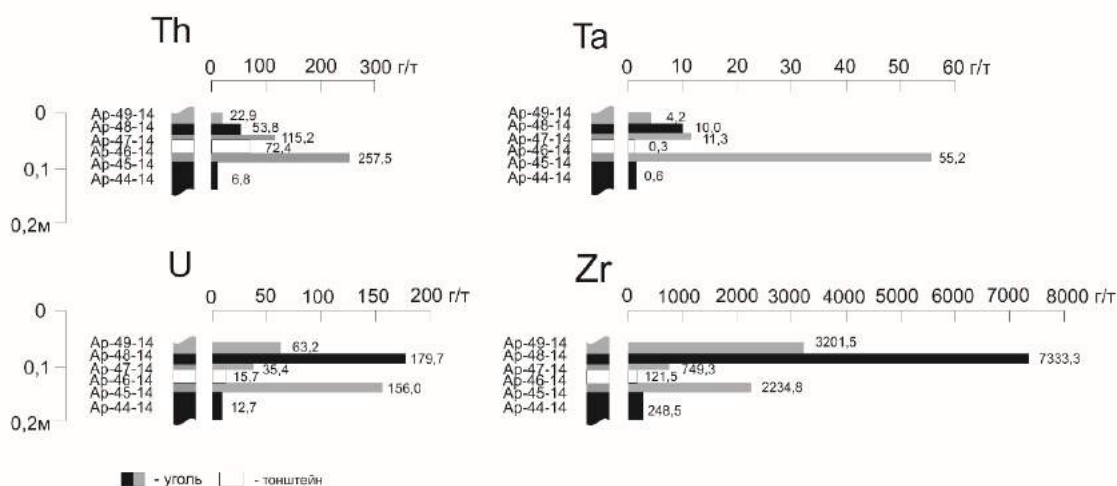 Th
0 100 200 300 г/т
0
0,1
0,2м
Ар-49-14
Ар-48-14
Ар-47-14
Ар-46-14
Ар-45-14
Ар-44-14
22,9
53,8
115,2
72,4
257,5
6,8
Ta
0 10 20 30 40 50 60 г/т
Ар-49-14
Ар-48-14
Ар-47-14
Ар-46-14
Ар-45-14
Ар-44-14
4,2
10,0
11,3
0,3
55,2
0,6
U
0 50 100 200 г/т
0
0,1
0,2м
Ар-49-14
Ар-48-14
Ар-47-14
Ар-46-14
Ар-45-14
Ар-44-14
63,2
179,7
35,4
15,7
156,0
12,7
Zr
0 1000 2000 3000 4000 5000 7000 8000 г/т
Ар-49-14
Ар-48-14
Ар-47-14
Ар-46-14
Ар-45-14
Ар-44-14
3201,5
7333,3
749,3
121,5
2234,8
248,5
- уголь
- тонштейн